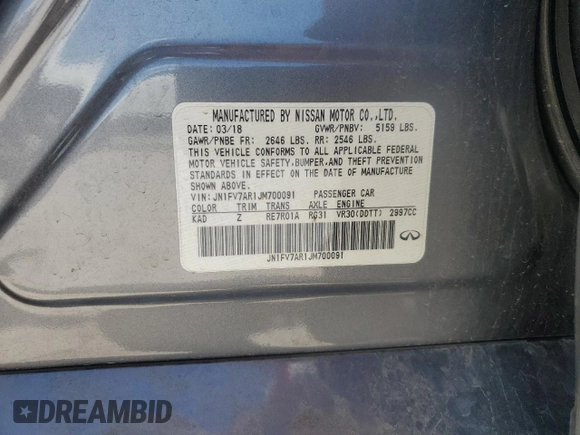 MANUFACTURED BY NISSAN MOTOR CO.,LTD.
DATE: 03/18 GVWR/PNBV: 5159 LBS.
GAWR/PNBE FR: 2646 LBS. RR: 2546 LBS.
THIS VEHICLE CONFORMS TO ALL APPLICABLE FEDERAL
MOTOR VEHICLE SAFETY,BUMPER,AND THEFT PREVENTION
STANDARDS IN EFFECT ON THE DATE OF MANUFACTURE
SHOWN ABOVE.
VIN:JN1FV7AR1JM700091 PASSENGER CAR
COLOR TRIM TRANS AXLE ENGINE
KAD Z RE7R01A RG31 VR30(DDTT) 2997CC
JN1FV7AR1JM700091
DREAMBID